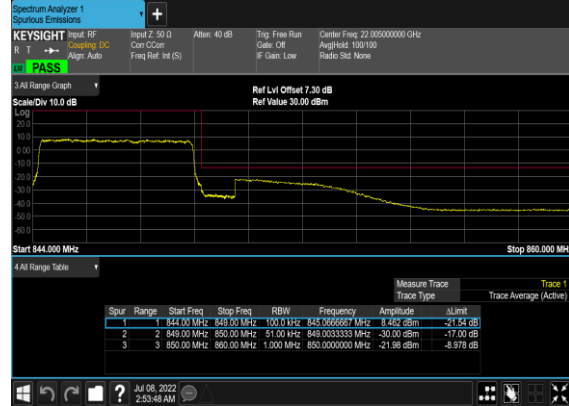 Spectrum Analyzer 1
Spurious Emissions
+
KEYSIGHT Input: RF Input Z: 50 Ω Atten: 40 dB Trig: Free Run Center Freq: 22.005000000 GHz
R T Coupling: DC Corr CCorr Gate: Off Avg|Hold: 100/100
Align: Auto Freq Ref: Int (S) IF Gain: Low Radio Std: None
PASS
3 All Range Graph Ref Lvl Offset 7.30 dB
Scale/Div 10.0 dB Ref Value 30.00 dBm
Log
20.0
10.0
0.00
-10.0
-20.0
-30.0
-40.0
-50.0
-60.0
Start 844.000 MHz Stop 860.000 MH
4 All Range Table
Measure Trace Trace 1
Trace Type Trace Average (Active)
Spur Range Start Freq Stop Freq RBW Frequency Amplitude ΔLimit
1 1 844.00 MHz 849.00 MHz 100.0 kHz 845.0666667 MHz 8.462 dBm -21.54 dB
2 2 849.00 MHz 850.00 MHz 51.00 kHz 849.0033333 MHz -30.00 dBm -17.00 dB
3 3 850.00 MHz 860.00 MHz 1.000 MHz 850.0000000 MHz -21.98 dBm -8.978 dB
? Jul 08, 2022
2:53:48 AM